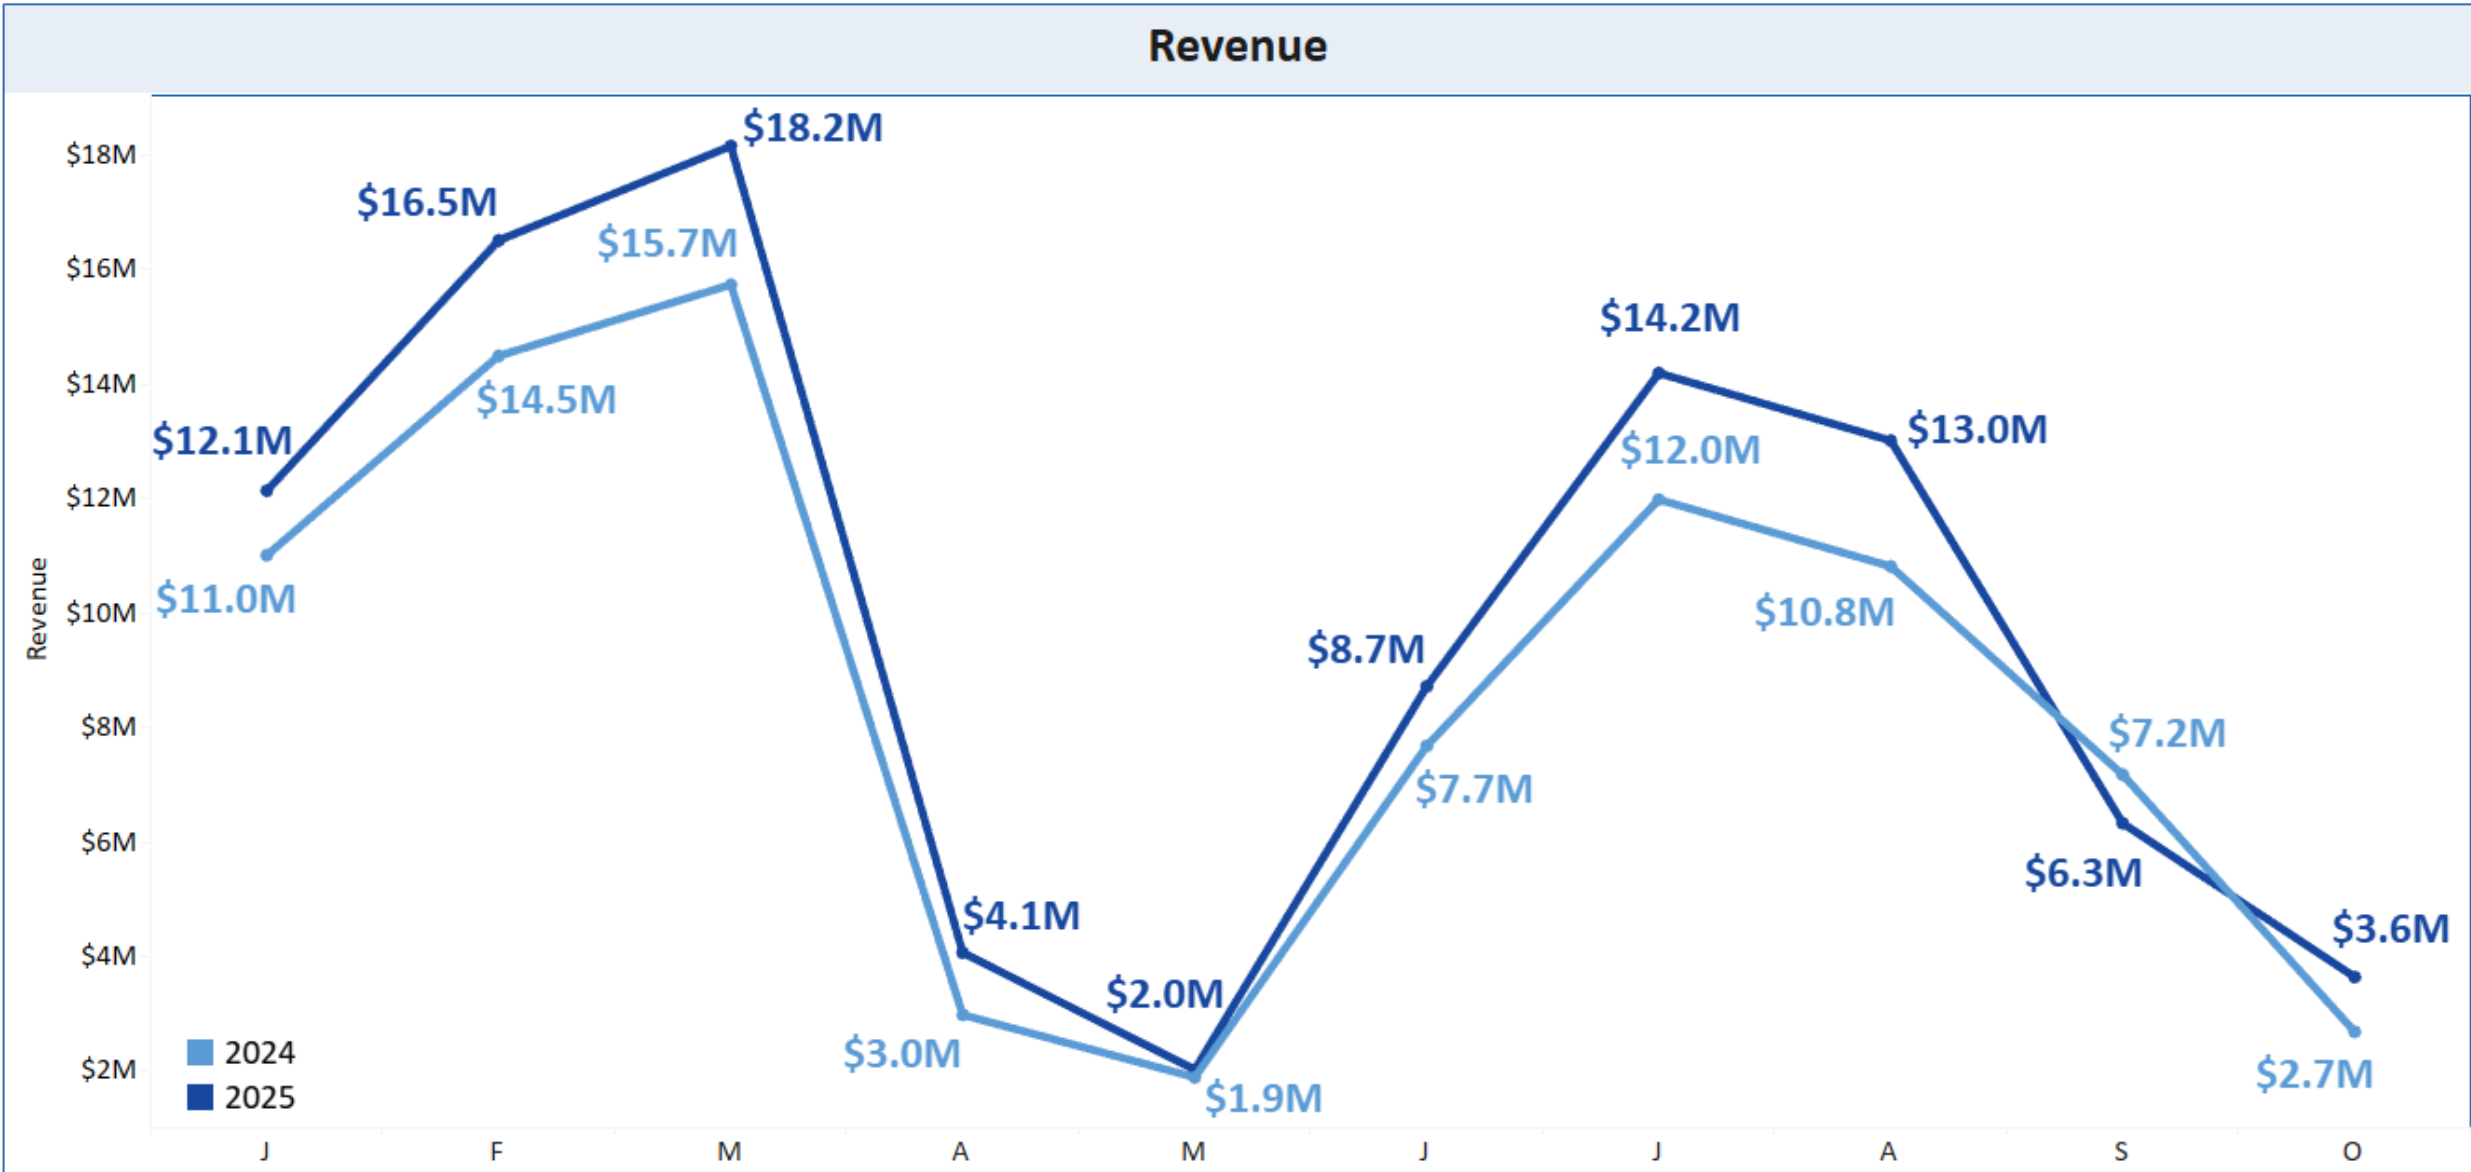 Revenue
$18M
$16M
$14M
$12M
$10M
$8M
$6M
$4M
$2M
Revenue
$12.1M
$16.5M
$18.2M
$4.1M
$2.0M
$8.7M
$14.2M
$13.0M
$6.3M
$3.6M
$11.0M
$14.5M
$15.7M
$3.0M
$1.9M
$7.7M
$12.0M
$10.8M
$7.2M
$2.7M
2024
2025
J F M A M J J A S O